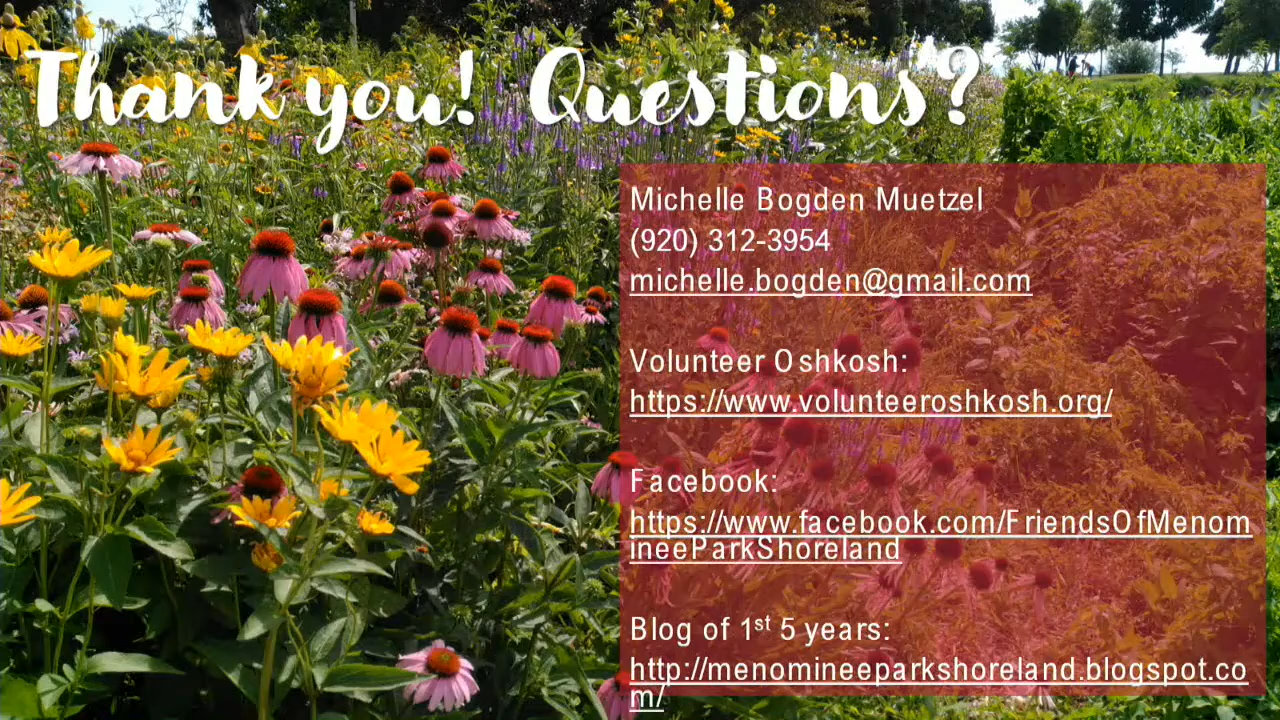 Thank you! Questions?
Michelle Bogden Muetzel
(920) 312-3954
michelle.bogden@gmail.com
Volunteer Oshkosh:
https://www.volunteeroshkosh.org/
Facebook:
https://www.facebook.com/FriendsOfMenom
ineeParkShoreland
Blog of 1st 5 years:
http://menomineeparkshoreland.blogspot.co
m/